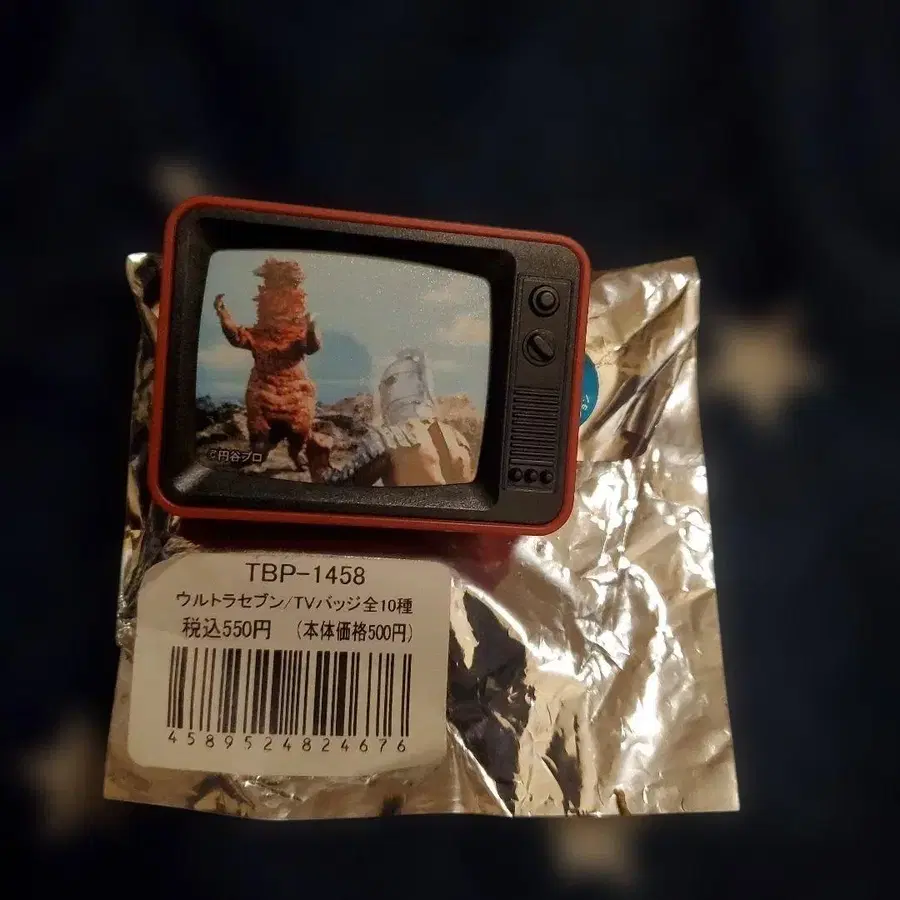 ©円谷プロ
TBP-1458
ウルトラセブン/TVバッジ全10種
税込550円 (本体価格500円)
4589524824676